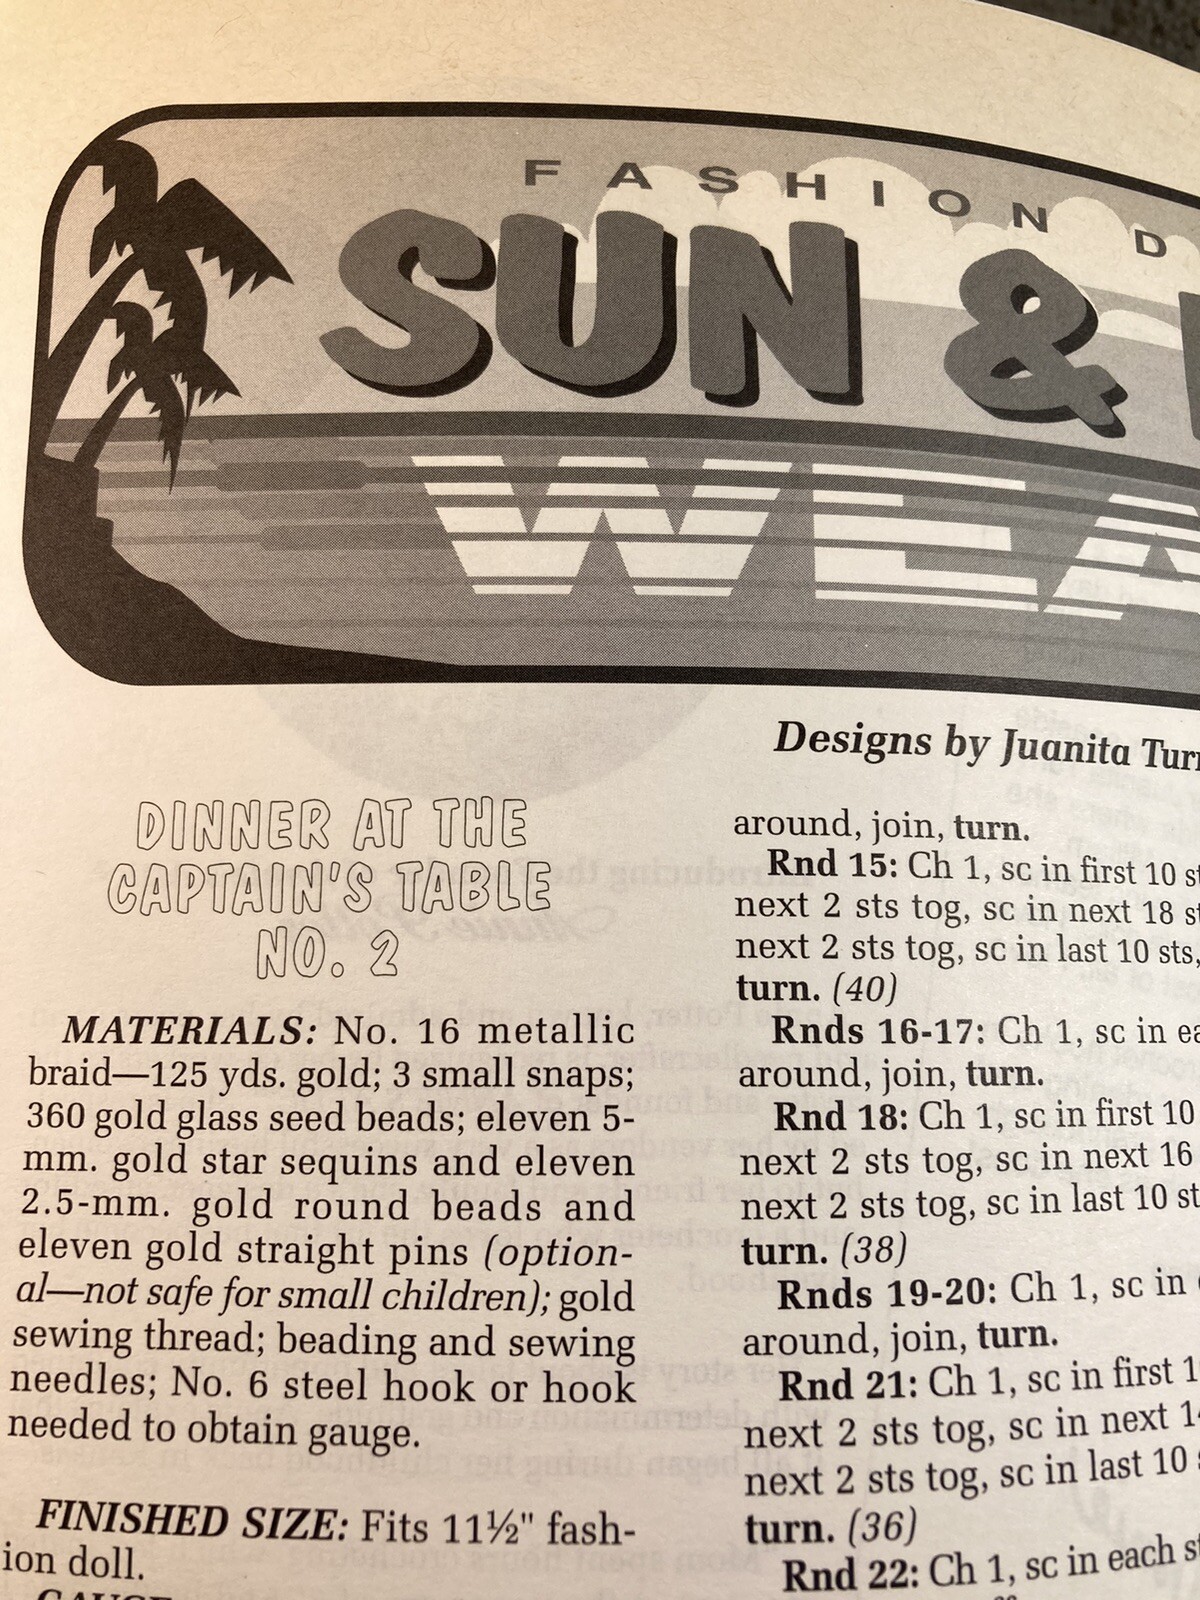 FASHION D
SUN &
WEA
Designs by Juanita
DINNER AT THE
CAPTAIN'S TABLE
NO. 2
MATERIALS: No. 16 metallic
braid—125 yds. gold; 3 small snaps;
360 gold glass seed beads; eleven 5-
mm. gold star sequins and eleven
2.5-mm. gold round beads and
eleven gold straight pins (option-
al—not safe for small children); gold
sewing thread; beading and sewing
needles; No. 6 steel hook or hook
needed to obtain gauge.
FINISHED SIZE: Fits 11½" fash-
ion doll.
around, join, turn.
Rnd 15: Ch 1, sc in first 10
next 2 sts tog, sc in next 18
next 2 sts tog, sc in last 10 sts,
turn. (40)
Rnds 16-17: Ch 1, sc in
around, join, turn.
Rnd 18: Ch 1, sc in first 10
next 2 sts tog, sc in next 16
next 2 sts tog, sc in last 10
turn. (38)
Rnds 19-20: Ch 1, sc in
around, join, turn.
Rnd 21: Ch 1, sc in first
next 2 sts tog, sc in next
next 2 sts tog, sc in last 10
turn. (36)
Rnd 22: Ch 1, sc in each